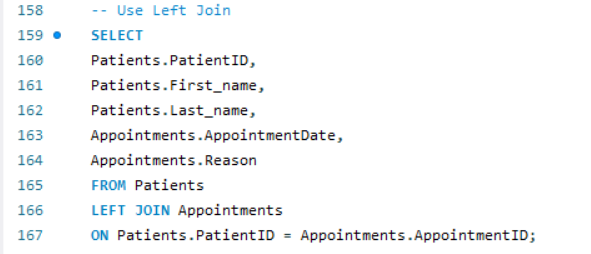 158 -- Use Left Join
159 SELECT
160 Patients.PatientID,
161 Patients.First_name,
162 Patients.Last_name,
163 Appointments.AppointmentDate,
164 Appointments.Reason
165 FROM Patients
166 LEFT JOIN Appointments
167 ON Patients.PatientID = Appointments.AppointmentID;